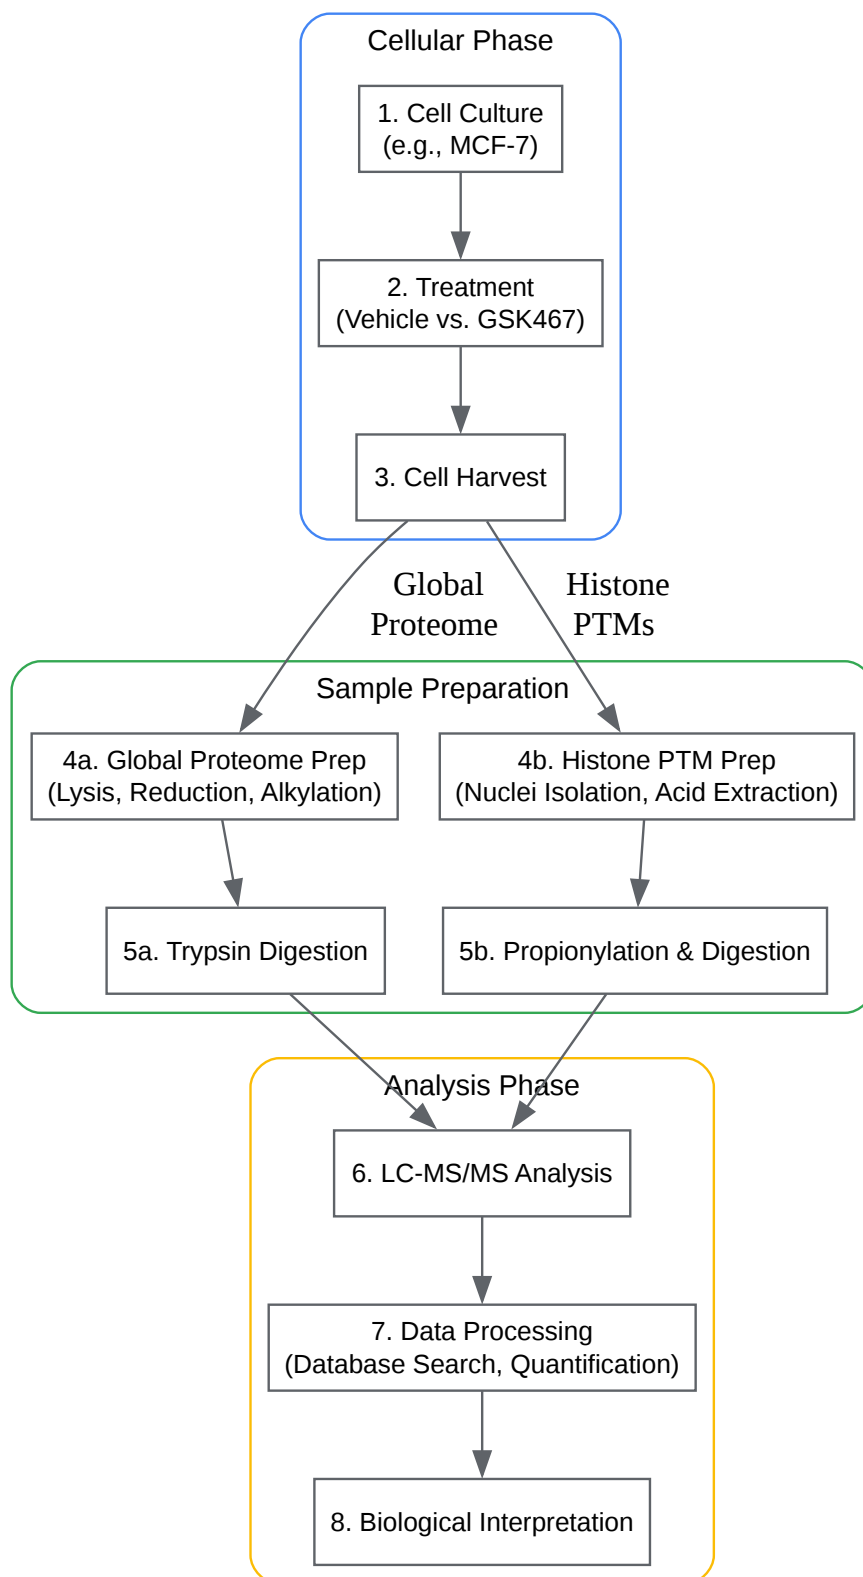 Cellular Phase
1. Cell Culture
(e.g., MCF-7)
2. Treatment
(Vehicle vs. GSK467)
3. Cell Harvest
Global
Proteome
Histone
PTMs
Sample Preparation
4a. Global Proteome Prep
(Lysis, Reduction, Alkylation)
4b. Histone PTM Prep
(Nuclei Isolation, Acid Extraction)
5a. Trypsin Digestion
5b. Propionylation & Digestion
Analysis Phase
6. LC-MS/MS Analysis
7. Data Processing
(Database Search, Quantification)
8. Biological Interpretation